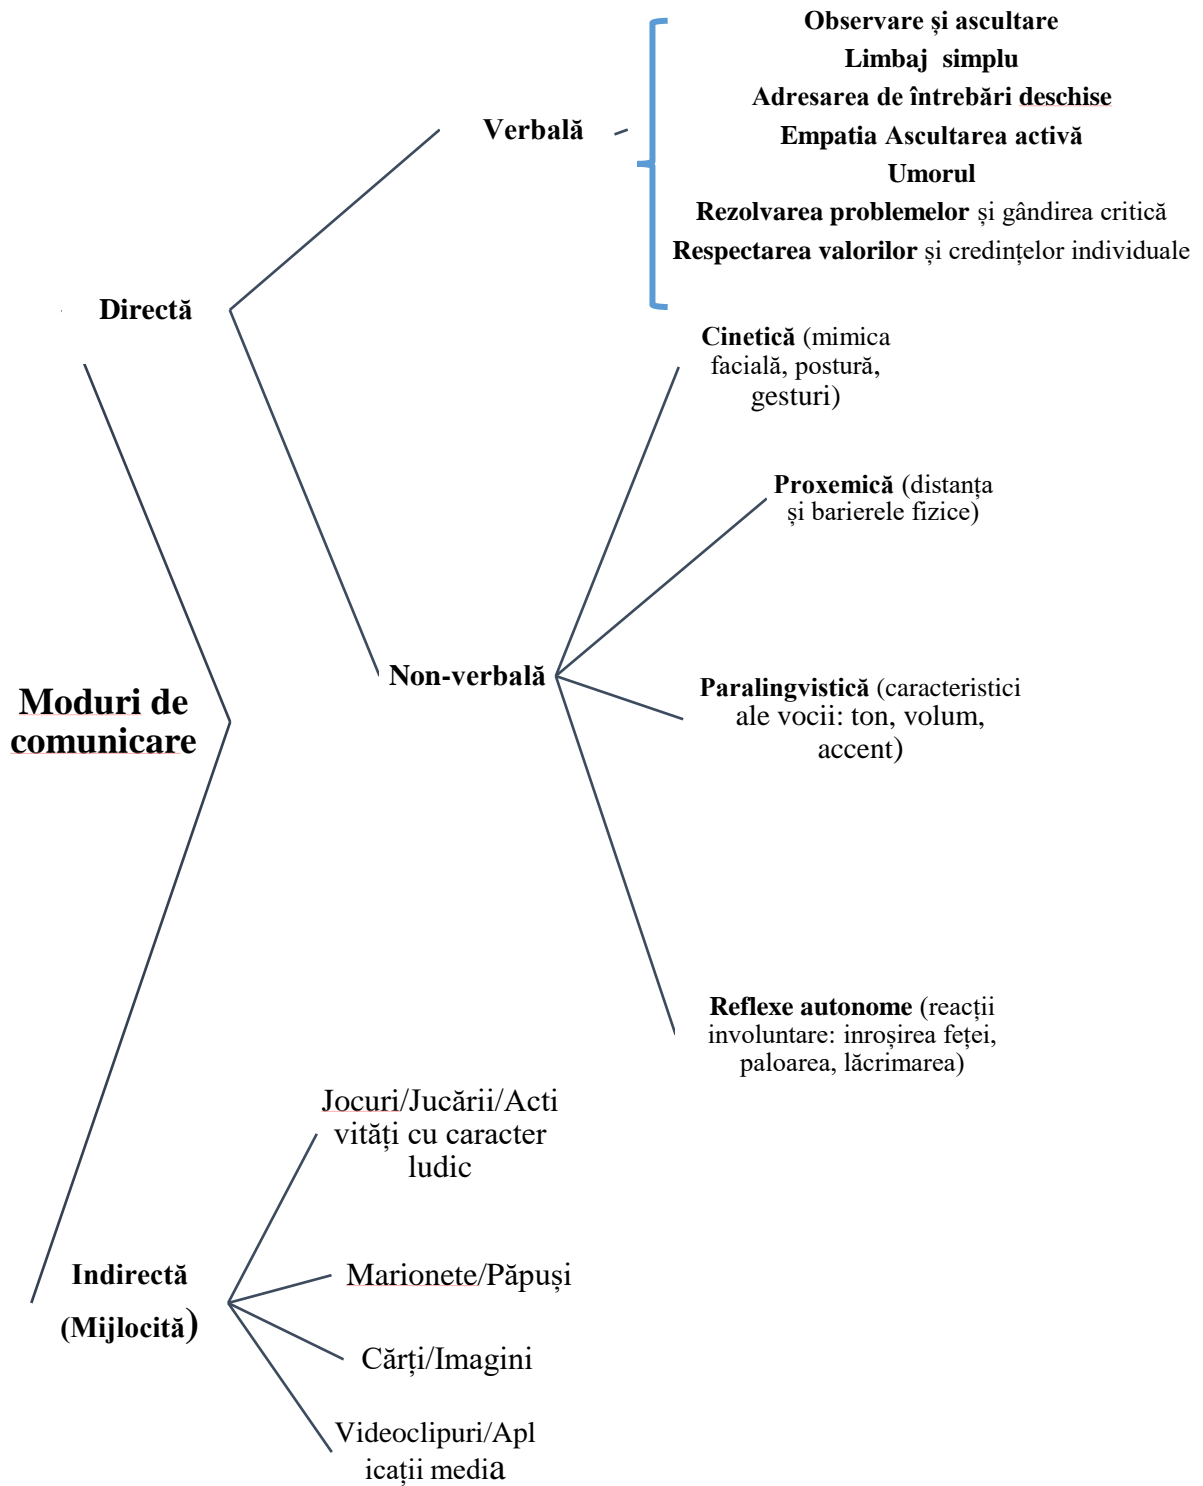 Observare și ascultare
Limbaj simplu
Adresarea de întrebări deschise
Empatia Ascultarea activă
Umorul
Rezolvarea problemelor și gândirea critică
Respectarea valorilor și credințelor individuale
Verbală
Directă
Cinetică (mimica
facială, postură,
gesturi)
Proxemică (distanța
și barierele fizice)
Non-verbală
Moduri de
comunicare
Paralingvistică (caracteristici
ale vocii: ton, volum,
accent)
Reflexe autonome (reacții
involuntare: inroșirea feței,
paloarea, lăcrimarea)
Jocuri/Jucării/Acti
vități cu caracter
ludic
Indirectă
(Mijlocită)
Marionete/Păpuși
Cărți/Imagini
Videoclipuri/Apl
icații media